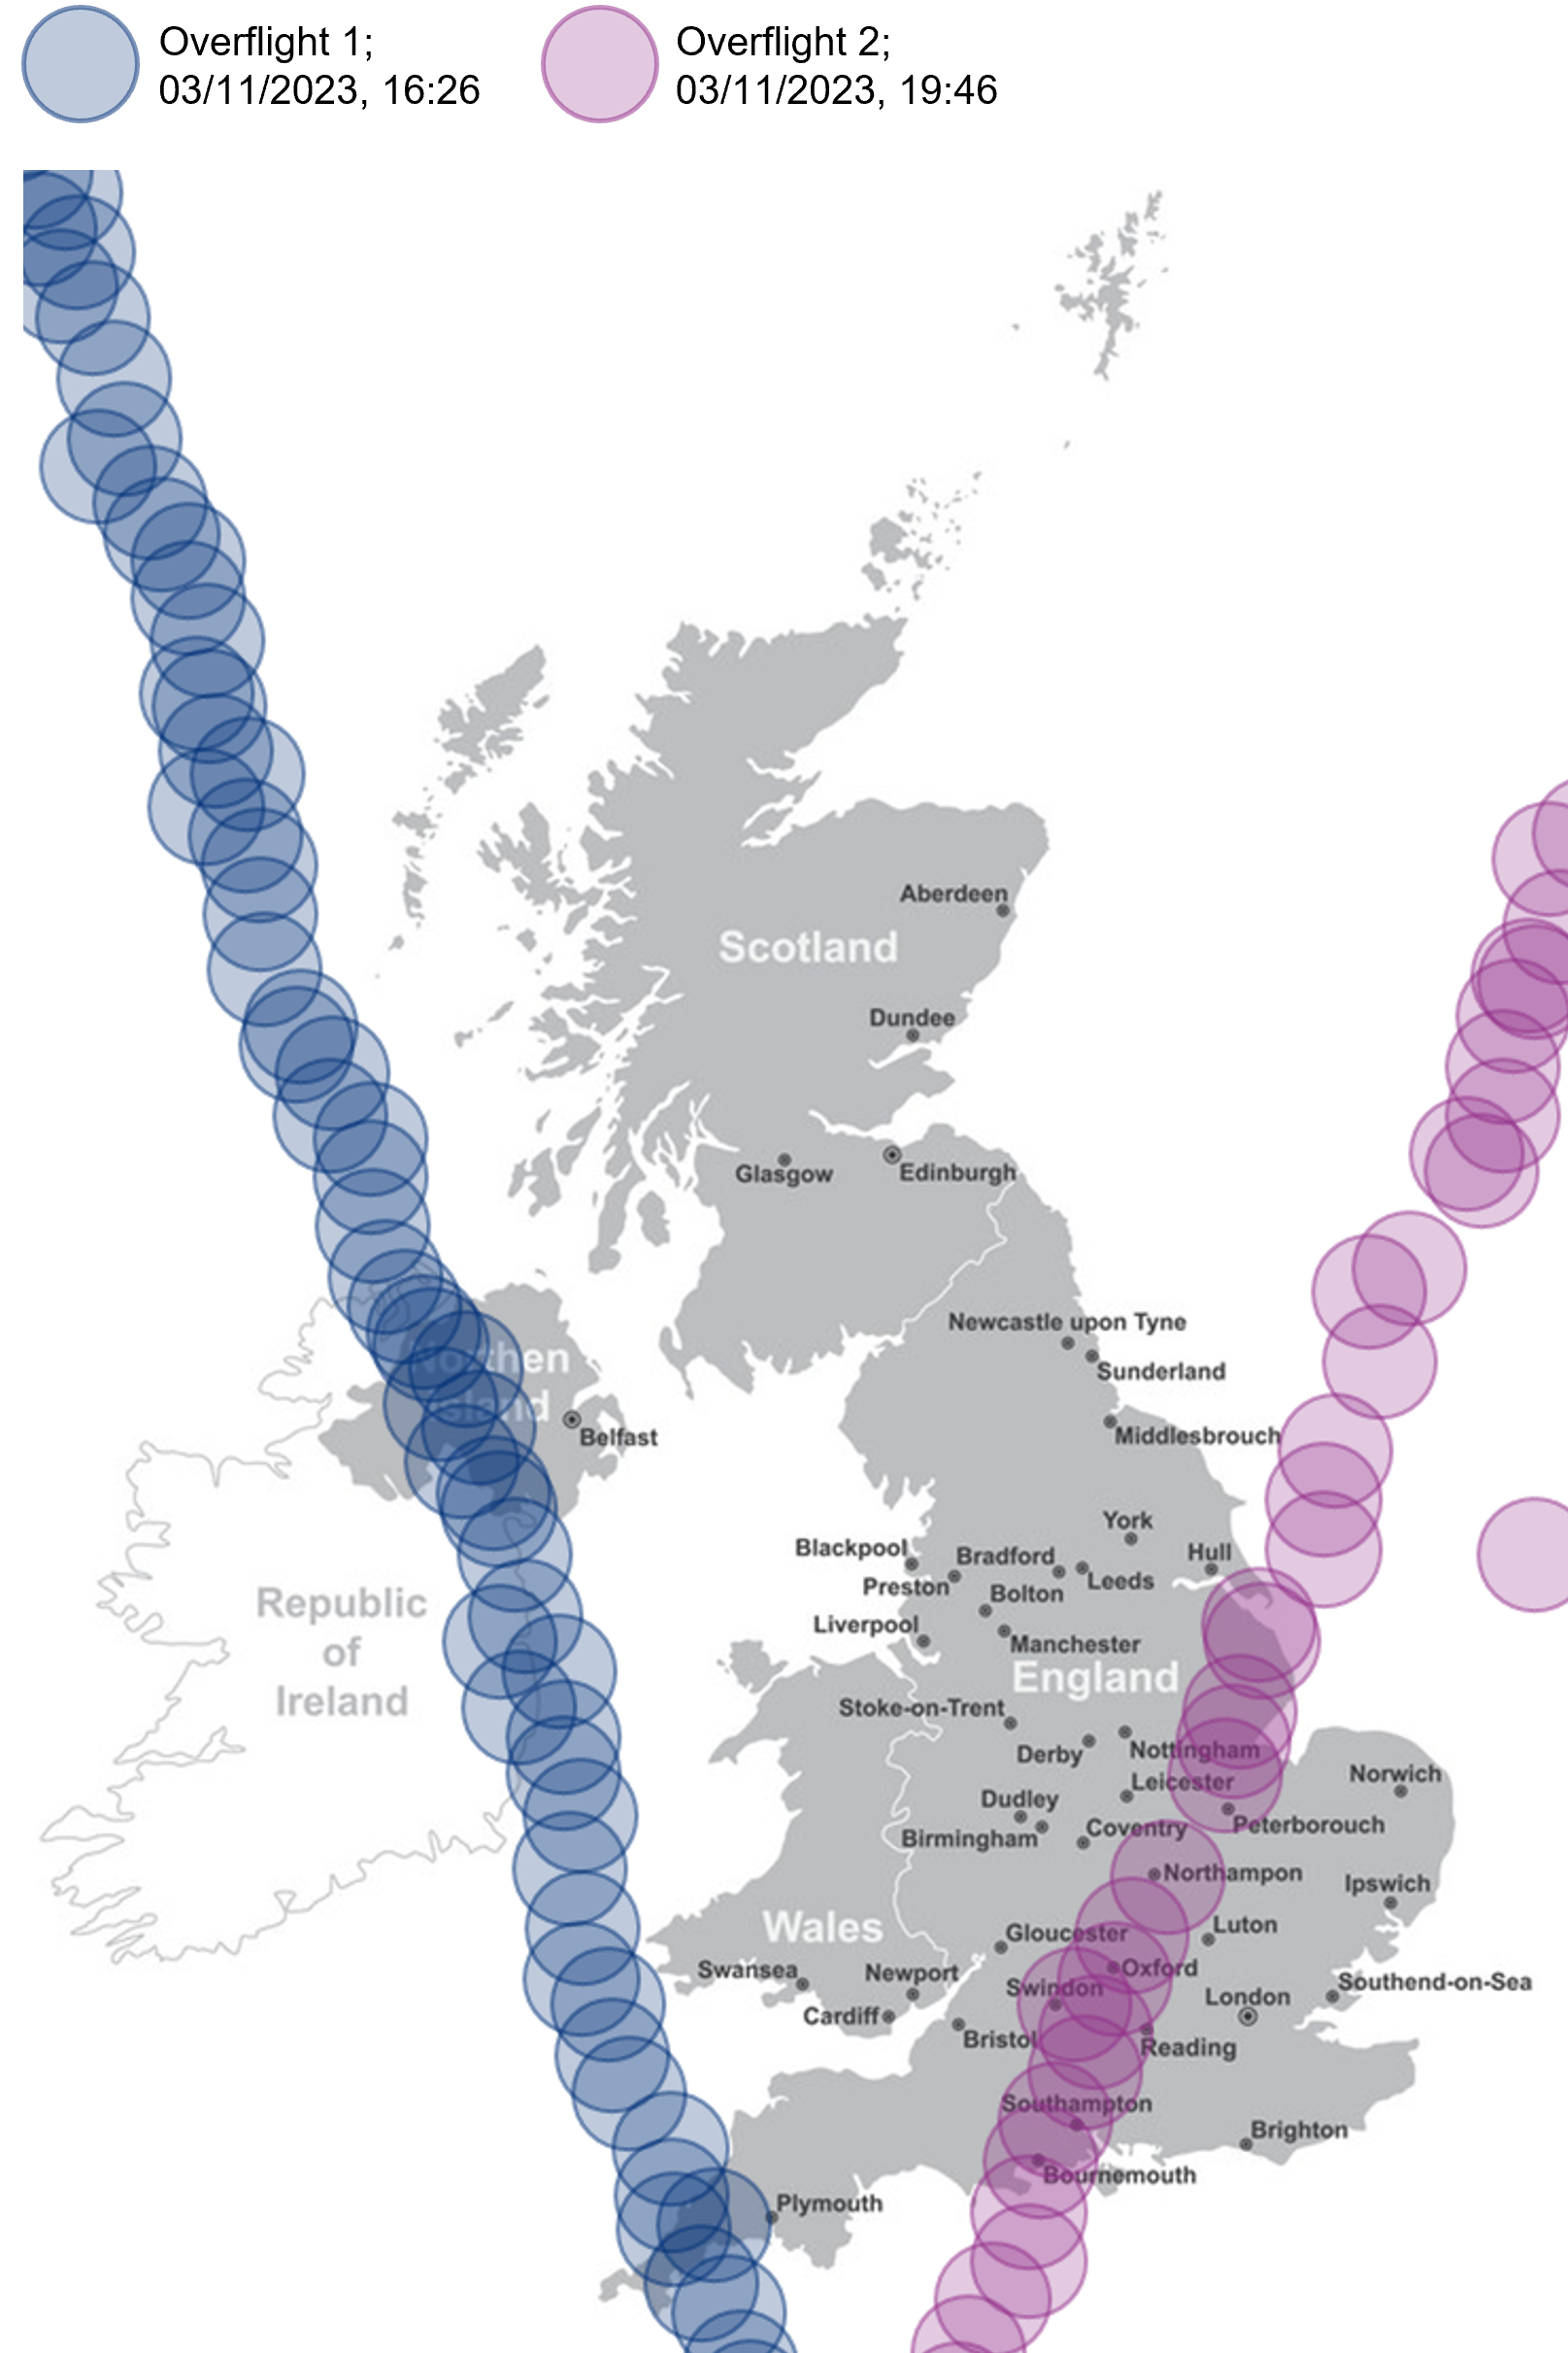 Overflight 1;
03/11/2023, 16:26
Overflight 2;
03/11/2023, 19:46
Aberdeen
Scotland
Dundee
Glasgow
Edinburgh
Newcastle upon Tyne
Sunderland
Northen
Island
Belfast
Middlesbrouch
York
Hull
Blackpool
Bradford
Preston
Leeds
Bolton
Liverpool
Manchester
Republic
of
Ireland
England
Stoke-on-Trent
Derby
Nottingham
Norwich
Leicester
Dudley
Birmingham
Coventry
Peterborouch
Northampon
Ipswich
Wales
Gloucester
Luton
Swansea
Newport
Oxford
Swindon
London
Southend-on-Sea
Cardiff
Bristol
Reading
Southampton
Brighton
Bournemouth
Plymouth